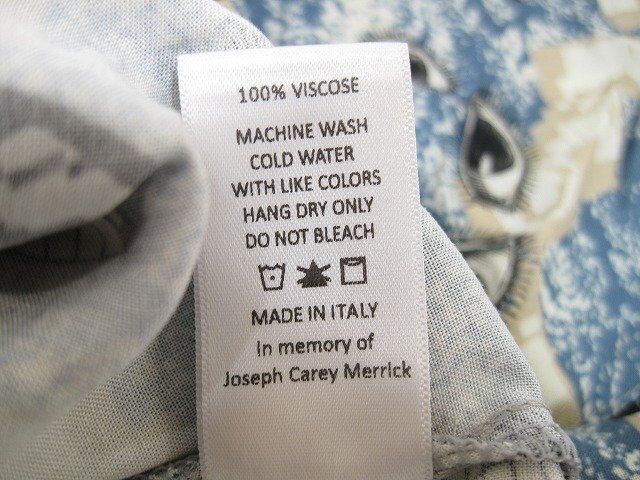 100% VISCOSE
MACHINE WASH
COLD WATER
WITH LIKE COLORS
HANG DRY ONLY
DO NOT BLEACH
MADE IN ITALY
In memory of
Joseph Carey Merrick